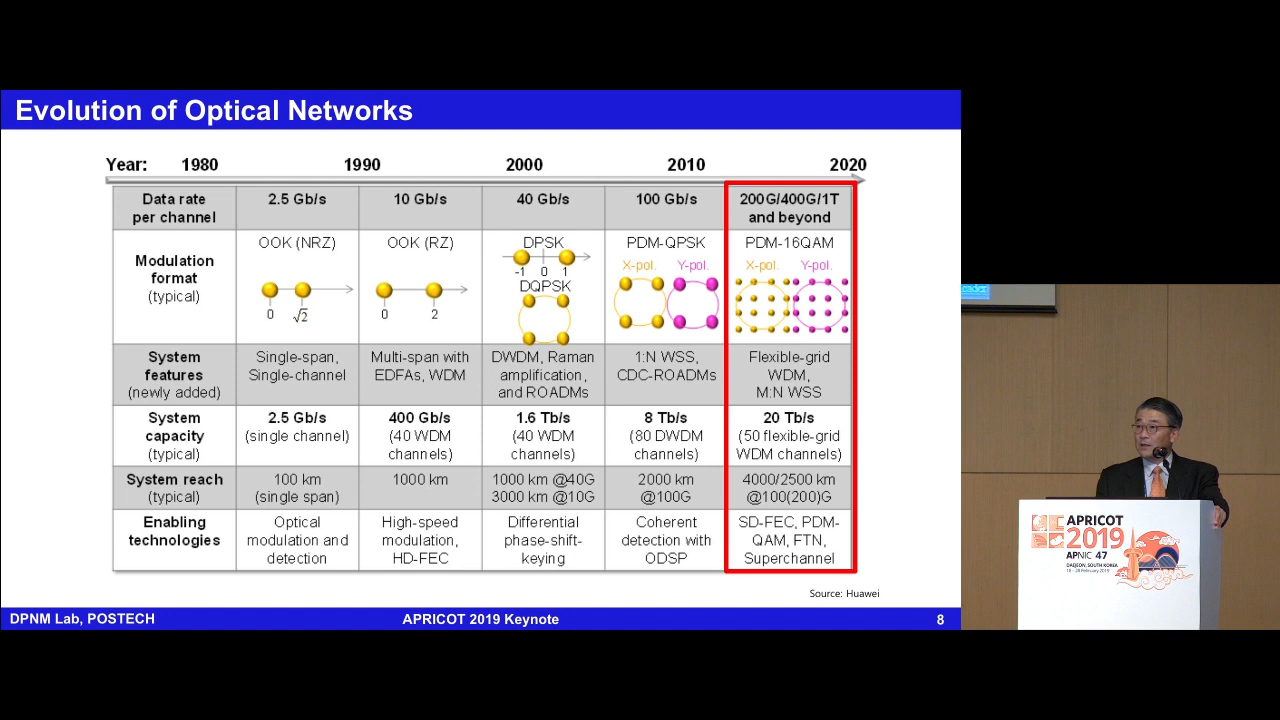 Evolution of Optical Networks
Year: 1980 1990 2000 2010 2020
Data rate
per channel
2.5 Gb/s
10 Gb/s
40 Gb/s
100 Gb/s
200G/400G/1T
and beyond
Modulation
format
(typical)
OOK (NRZ)
0 √2
OOK (RZ)
0 2
DPSK
-1 0 1
DQPSK
PDM-QPSK
X-pol. Y-pol.
PDM-16QAM
X-pol. Y-pol.
System
features
(newly added)
Single-span,
Single-channel
Multi-span with
EDFAs, WDM
DWDM, Raman
amplification,
and ROADMs
1:N WSS,
CDC-ROADMs
Flexible-grid
WDM,
M:N WSS
System
capacity
(typical)
2.5 Gb/s
(single channel)
400 Gb/s
(40 WDM
channels)
1.6 Tb/s
(40 WDM
channels)
8 Tb/s
(80 DWDM
channels)
20 Tb/s
(50 flexible-grid
WDM channels)
System reach
(typical)
100 km
(single span)
1000 km
1000 km @40G
3000 km @10G
2000 km
@100G
4000/2500 km
@100(200)G
Enabling
technologies
Optical
modulation and
detection
High-speed
modulation,
HD-FEC
Differential
phase-shift-
keying
Coherent
detection with
ODSP
SD-FEC, PDM-
QAM, FTN,
Superchannel
Source: Huawei
DPNM Lab, POSTECH
APRICOT 2019 Keynote
8
APRICOT
2019
APNIC 47
DAEJEON, SOUTH KOREA
18 - 28 February 2019